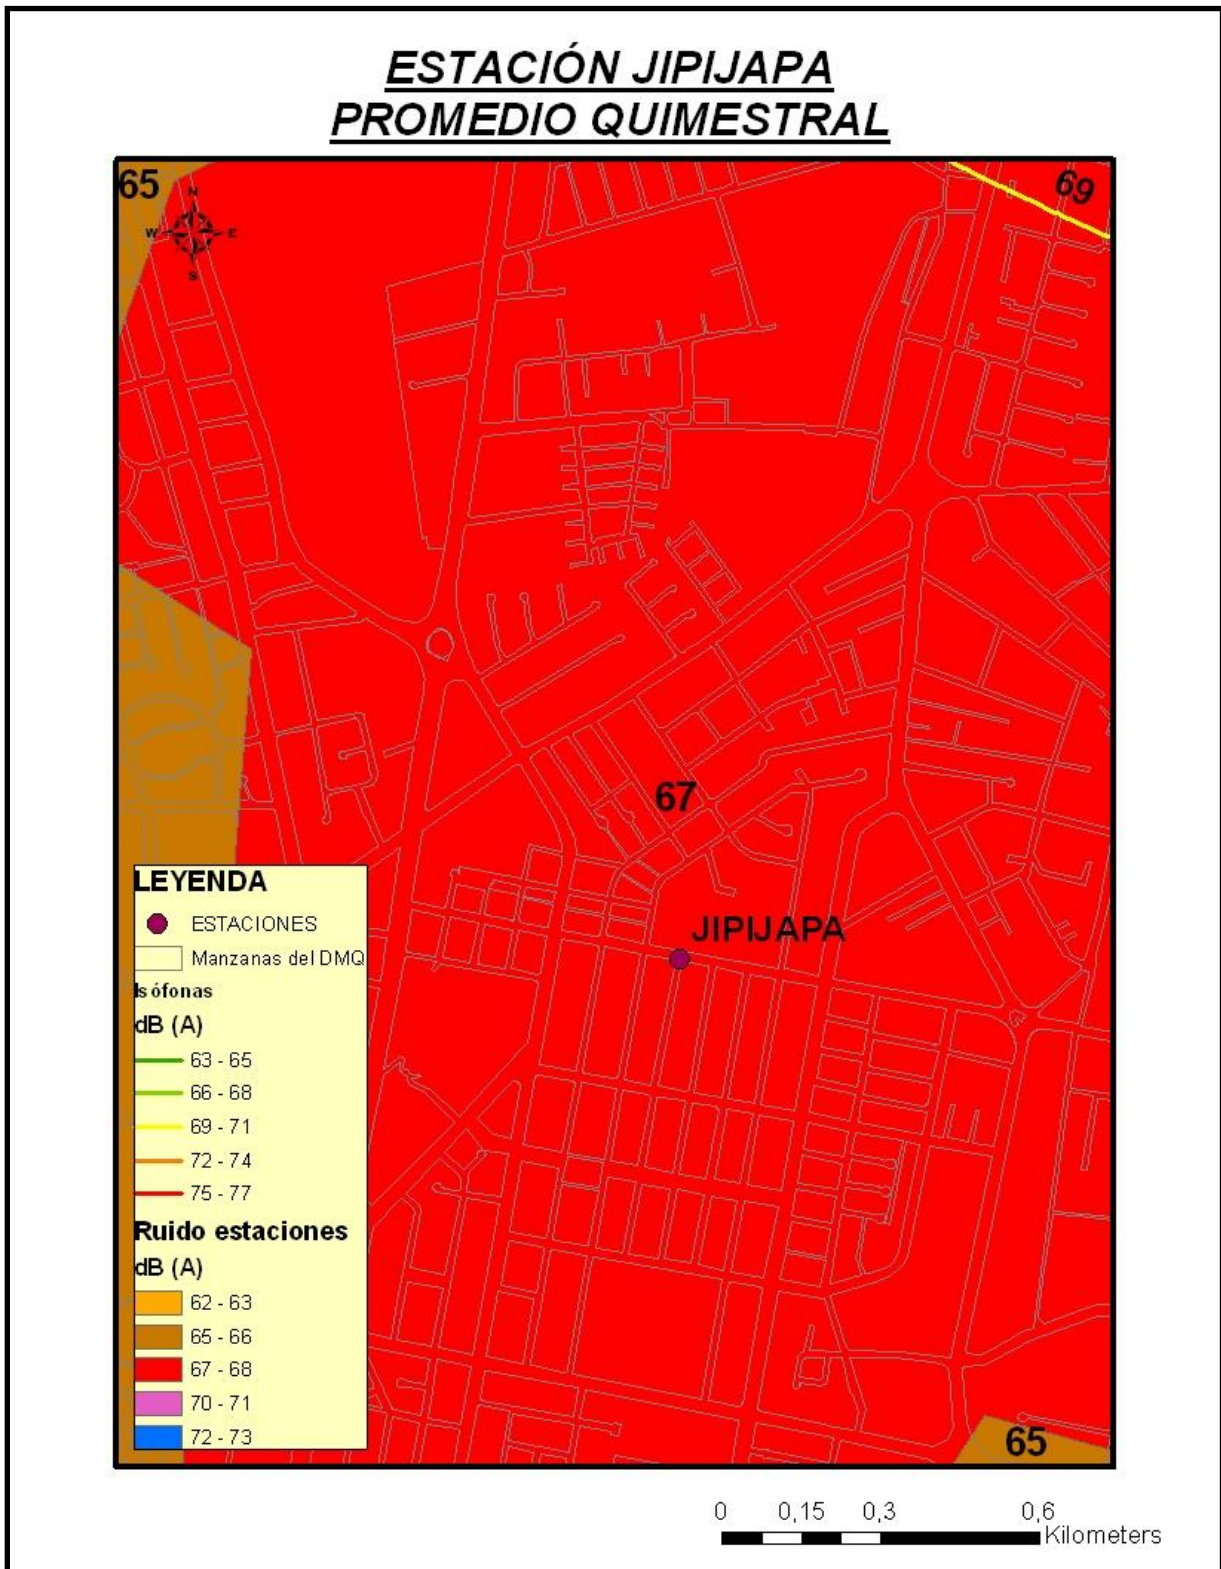 ESTACIÓN JIPIJAPA
PROMEDIO QUIMESTRAL
65
69
N
W
E
S
67
JIPIJAPA
LEYENDA
ESTACIONES
Manzanas del DMQ
Isófonas
dB (A)
63 - 65
66 - 68
69 - 71
72 - 74
75 - 77
Ruido estaciones
dB (A)
62 - 63
65 - 66
67 - 68
70 - 71
72 - 73
65
0 0,15 0,3 0,6
Kilometers